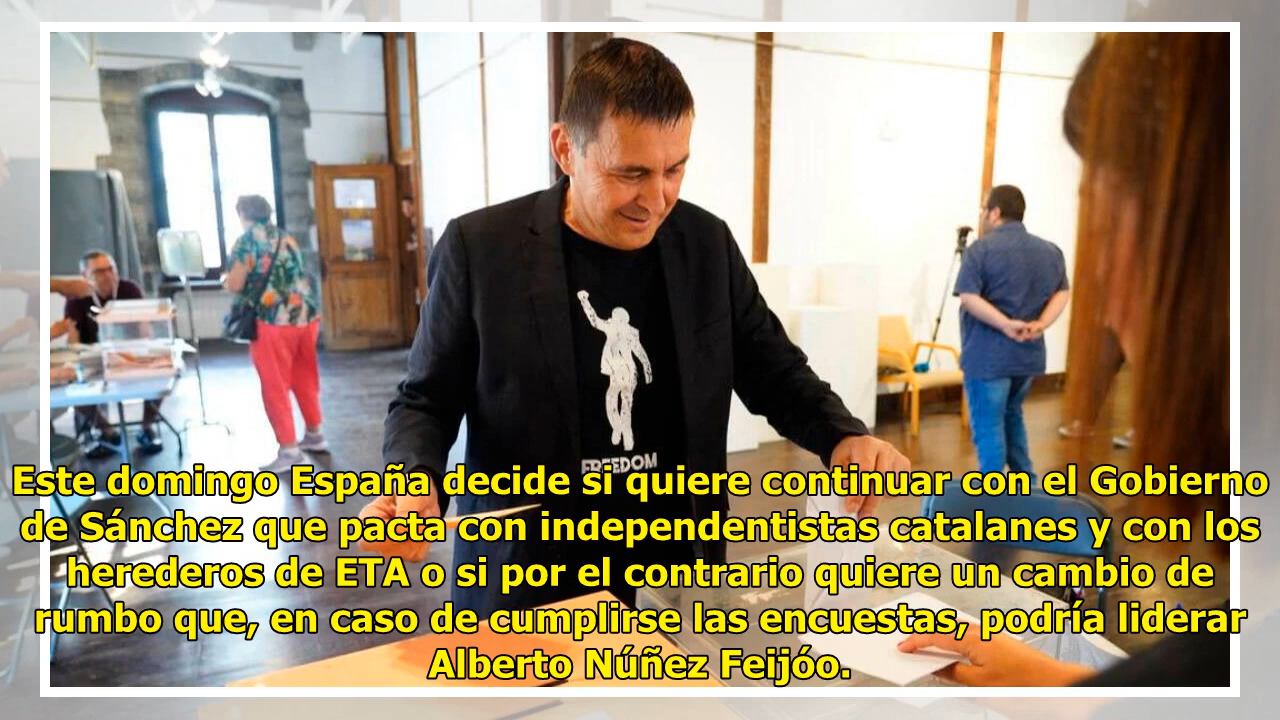 FREEDOM
Este domingo España decide si quiere continuar con el Gobierno
de Sánchez que pacta con independentistas catalanes y con los
herederos de ETA o si por el contrario quiere un cambio de
rumbo que, en caso de cumplirse las encuestas, podría liderar
Alberto Núñez Feijóo.